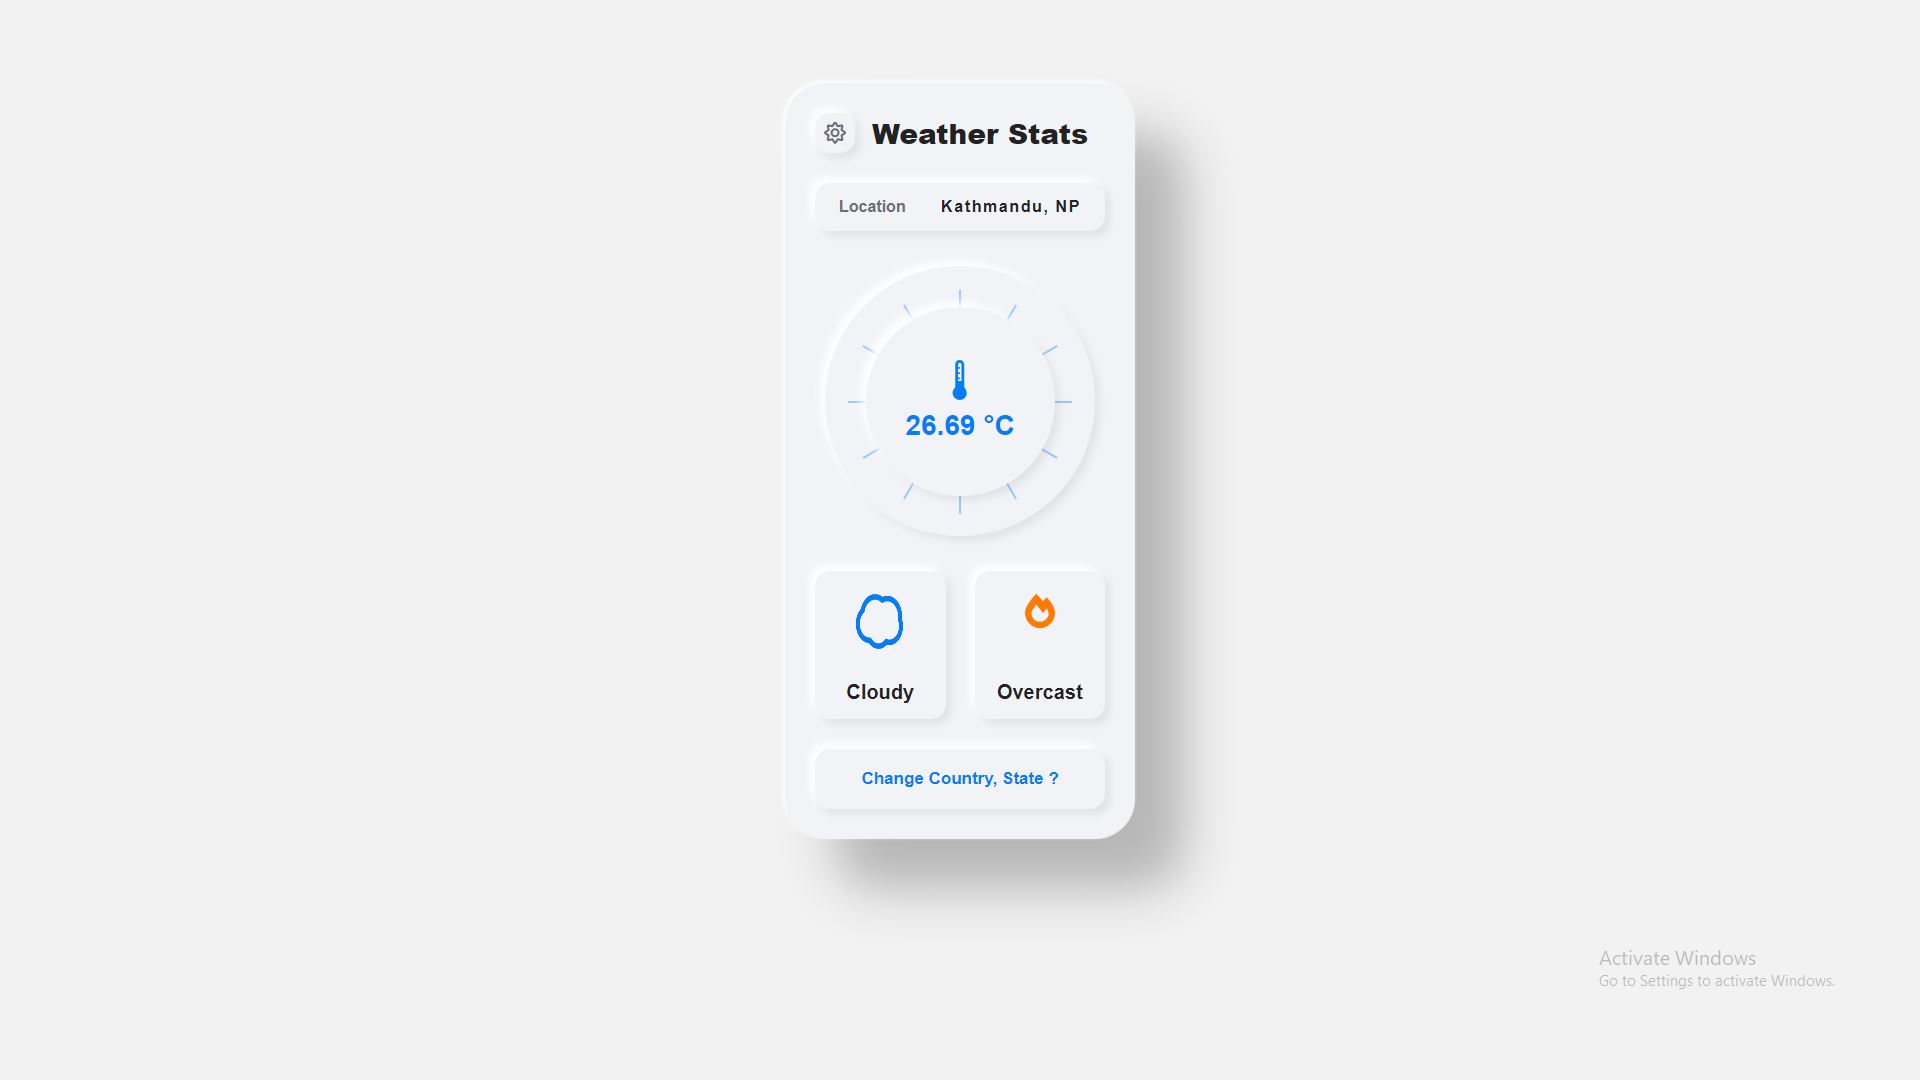 Weather Stats
Location Kathmandu, NP
26.69 °C
Cloudy Overcast
Change Country, State ?
Activate Windows
Go to Settings to activate Windows.